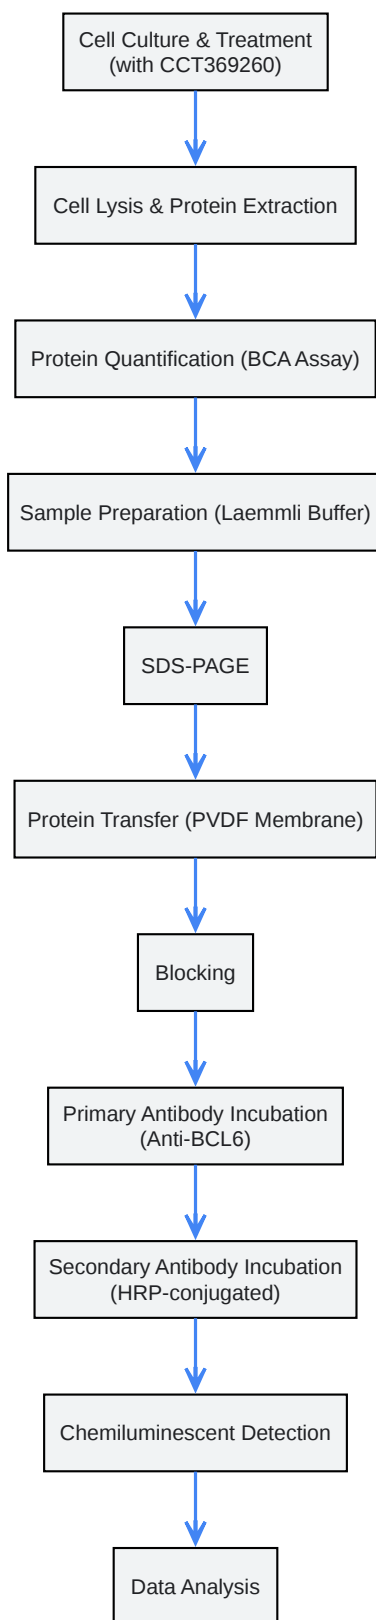 Cell Culture & Treatment
(with CCT369260)
Cell Lysis & Protein Extraction
Protein Quantification (BCA Assay)
Sample Preparation (Laemmli Buffer)
SDS-PAGE
Protein Transfer (PVDF Membrane)
Blocking
Primary Antibody Incubation
(Anti-BCL6)
Secondary Antibody Incubation
(HRP-conjugated)
Chemiluminescent Detection
Data Analysis